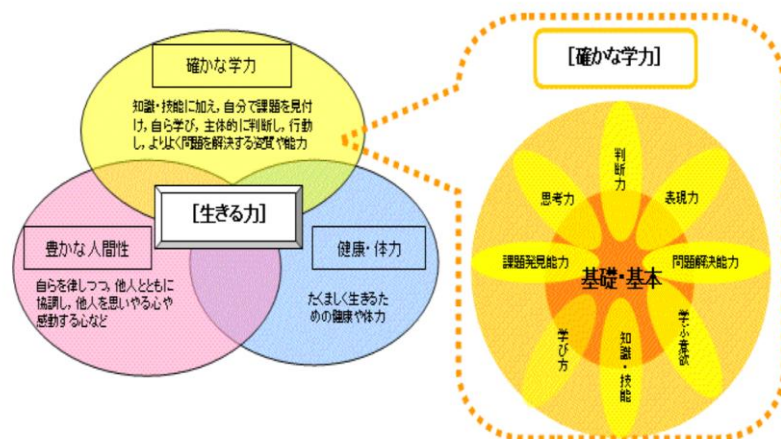 確かな学力
知識・技能に加え,自分で課題を見付
け,自ら学び,主体的に判断し,行動
し,よりよく問題を解決する資質や能力
[生きる力]
豊かな人間性
自らを律しつつ,他人とともに
協調し,他人を思いやる心や
感動する心など
健康・体力
たくましく生きるた
めの健康や体力
[確かな学力]
判断力
思考力
表現力
課題発見能力
問題解決能力
基礎・基本
学び方
知識・技能
学ぶ意欲